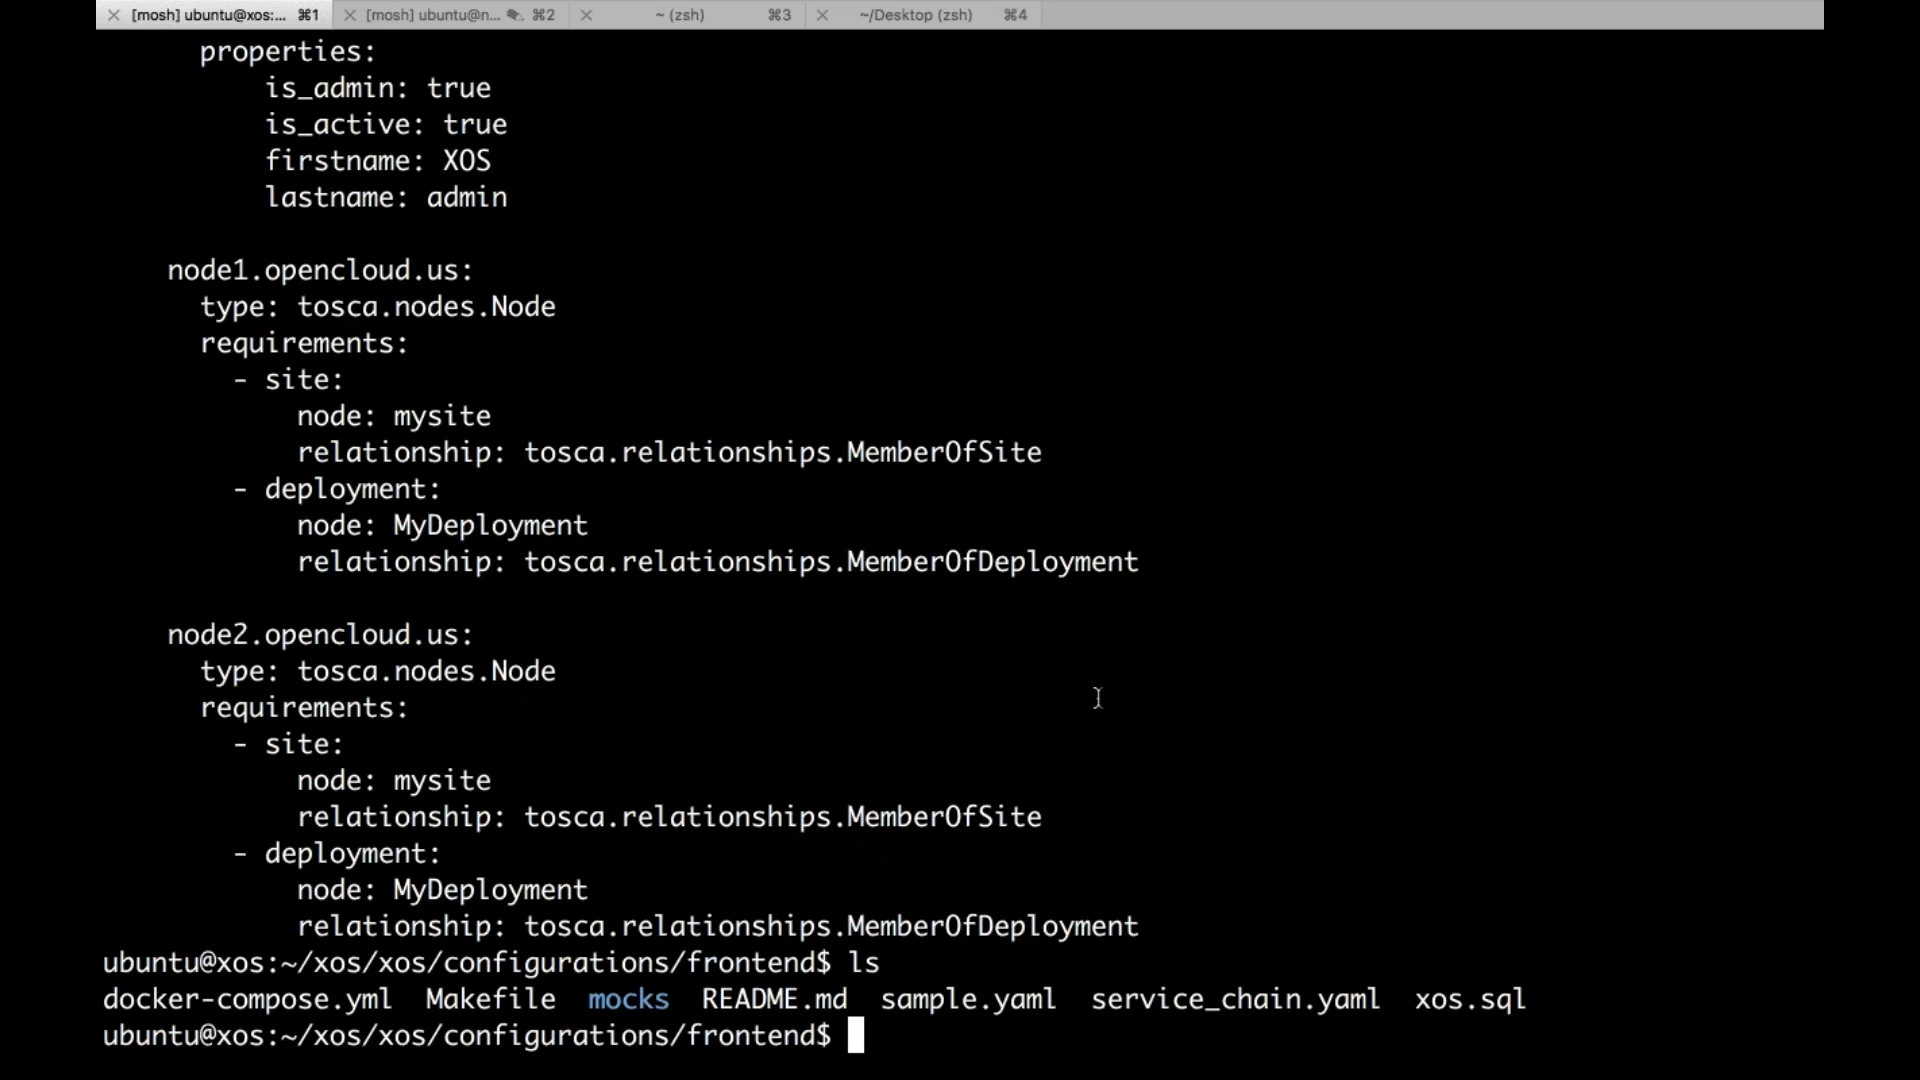 [mosh] ubuntu@xos:... ⌘1 [mosh] ubuntu@n... ⌘2 ~ (zsh) ⌘3 ~/Desktop (zsh) ⌘4
properties:
is_admin: true
is_active: true
firstname: XOS
lastname: admin
node1.opencloud.us:
type: tosca.nodes.Node
requirements:
- site:
node: mysite
relationship: tosca.relationships.MemberOfSite
- deployment:
node: MyDeployment
relationship: tosca.relationships.MemberOfDeployment
node2.opencloud.us:
type: tosca.nodes.Node
requirements:
- site:
node: mysite
relationship: tosca.relationships.MemberOfSite
- deployment:
node: MyDeployment
relationship: tosca.relationships.MemberOfDeployment
ubuntu@xos:~/xos/xos/configurations/frontend$ ls
docker-compose.yml Makefile mocks README.md sample.yaml service_chain.yaml xos.sql
ubuntu@xos:~/xos/xos/configurations/frontend$